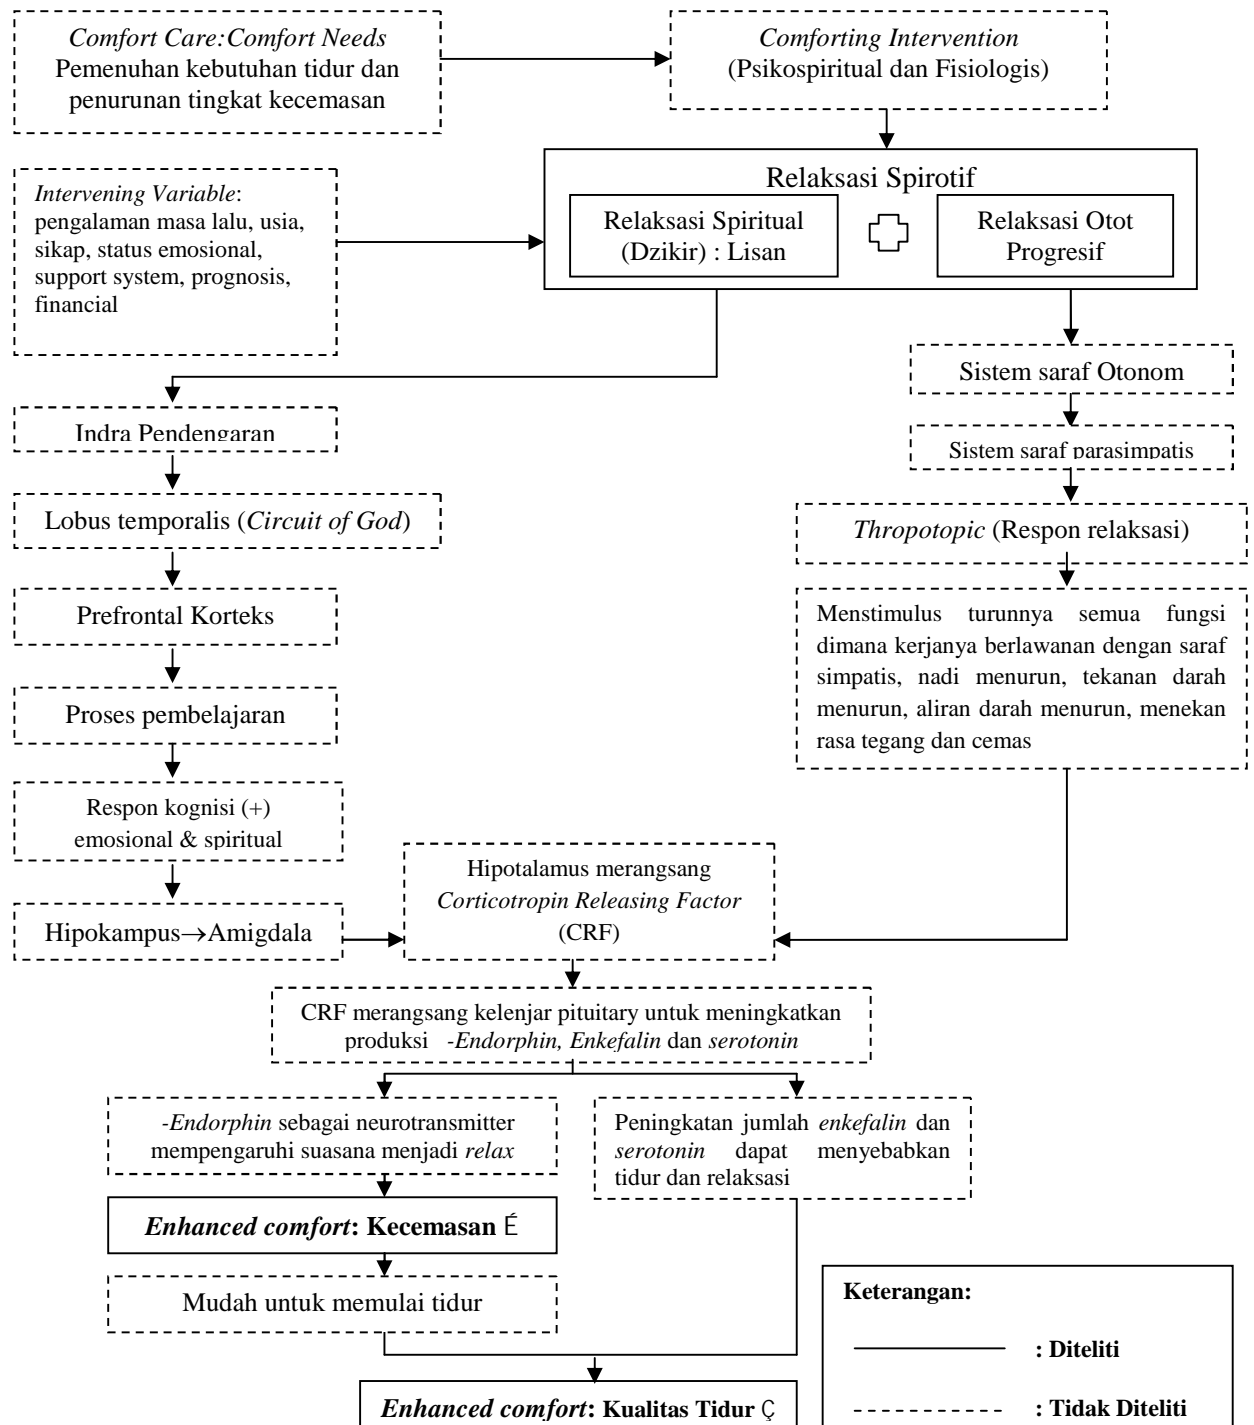 Comfort Care:Comfort Needs
Pemenuhan kebutuhan tidur dan
penurunan tingkat kecemasan
Comforting Intervention
(Psikospiritual dan Fisiologis)
Intervening Variable:
pengalaman masa lalu, usia,
sikap, status emosional,
support system, prognosis,
financial
Relaksasi Spirotif
Relaksasi Spiritual
(Dzikir) : Lisan
Relaksasi Otot
Progresif
Indra Pendengaran
Lobus temporalis (Circuit of God)
Prefrontal Korteks
Proses pembelajaran
Respon kognisi (+)
emosional & spiritual
Hipokampus→Amigdala
Sistem saraf Otonom
Sistem saraf parasimpatis
Thropotopic (Respon relaksasi)
Menstimulus turunnya semua fungsi
dimana kerjanya berlawanan dengan saraf
simpatis, nadi menurun, tekanan darah
menurun, aliran darah menurun, menekan
rasa tegang dan cemas
Hipotalamus merangsang
Corticotropin Releasing Factor
(CRF)
CRF merangsang kelenjar pituitary untuk meningkatkan
produksi -Endorphin, Enkefalin dan serotonin
-Endorphin sebagai neurotransmitter
mempengaruhi suasana menjadi relax
Peningkatan jumlah enkefalin dan
serotonin dapat menyebabkan
tidur dan relaksasi
Enhanced comfort: Kecemasan É
Mudah untuk memulai tidur
Enhanced comfort: Kualitas Tidur Ç
Keterangan:
: Diteliti
: Tidak Diteliti